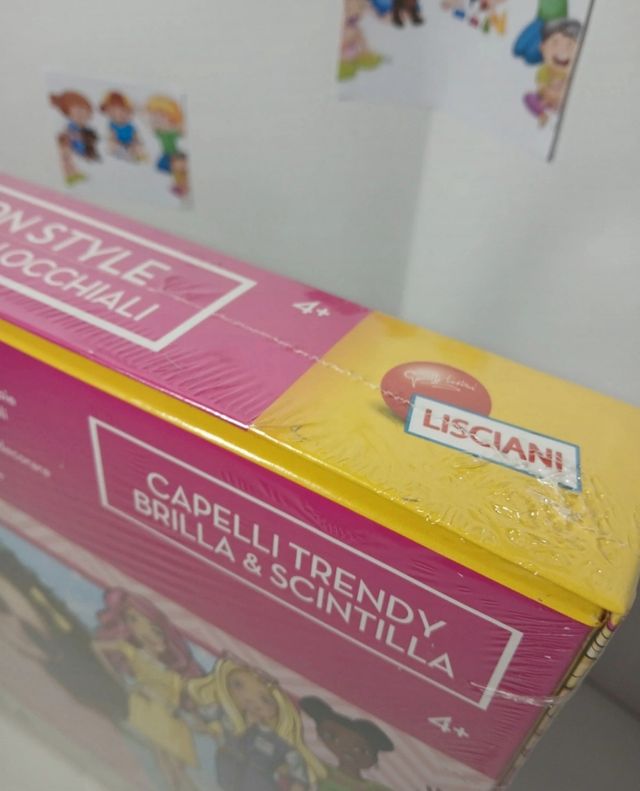 ON STYLE
OCCHIALI
4+
LISCIANI
CAPELLI TRENDY
BRILLA & SCINTILLA
4+